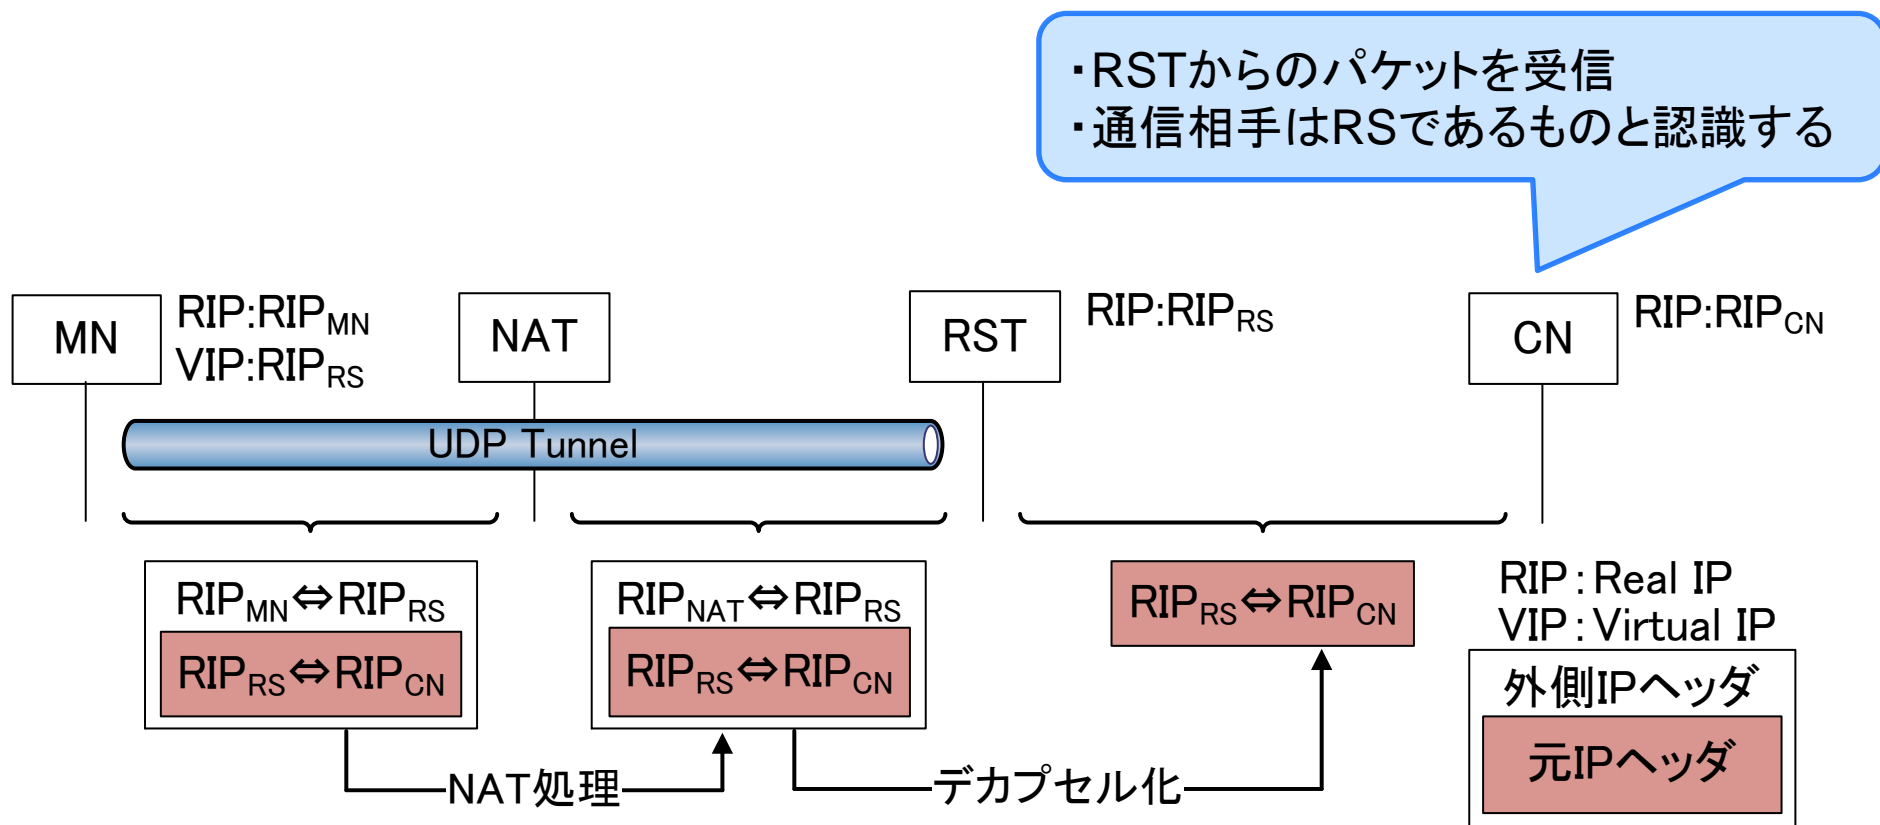 ・RSTからのパケットを受信
・通信相手はRSであるものと認識する
MN
RIP:RIPMN
VIP:RIPRS
NAT
RST
RIP:RIPRS
CN
RIP:RIPCN
UDP Tunnel
RIPMN⇔RIPRS
RIPRS⇔RIPCN
RIPNAT⇔RIPRS
RIPRS⇔RIPCN
RIPRS⇔RIPCN
NAT処理
デカプセル化
RIP:Real IP
VIP:Virtual IP
外側IPヘッダ
元IPヘッダ